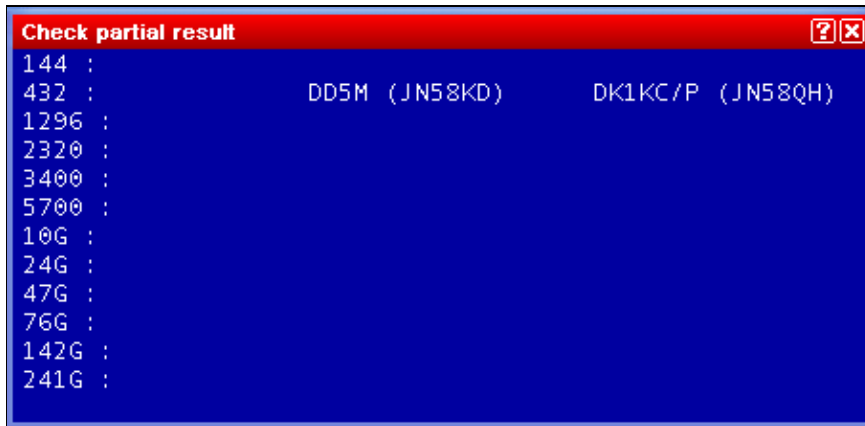 Check partial result
144 :
432 : DD5M (JN58KD) DK1KC/P (JN58QH)
1296 :
2320 :
3400 :
5700 :
10G :
24G :
47G :
76G :
142G :
241G :